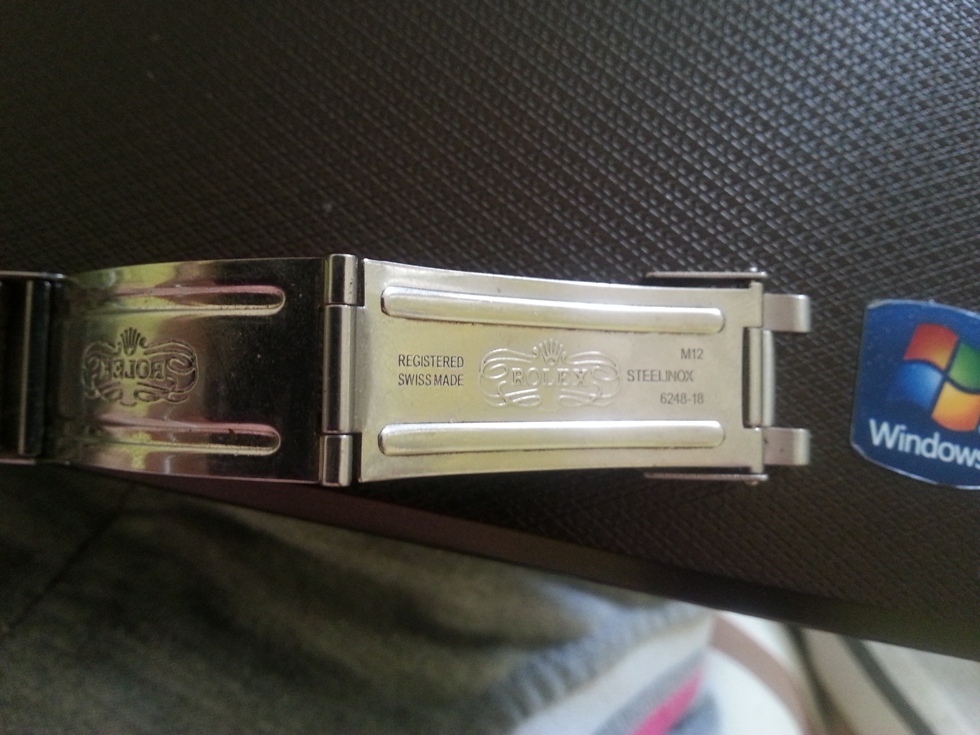 ROLEX
REGISTERED
SWISS MADE
ROLEX
M12
STEELINOX
6248-18
Windows